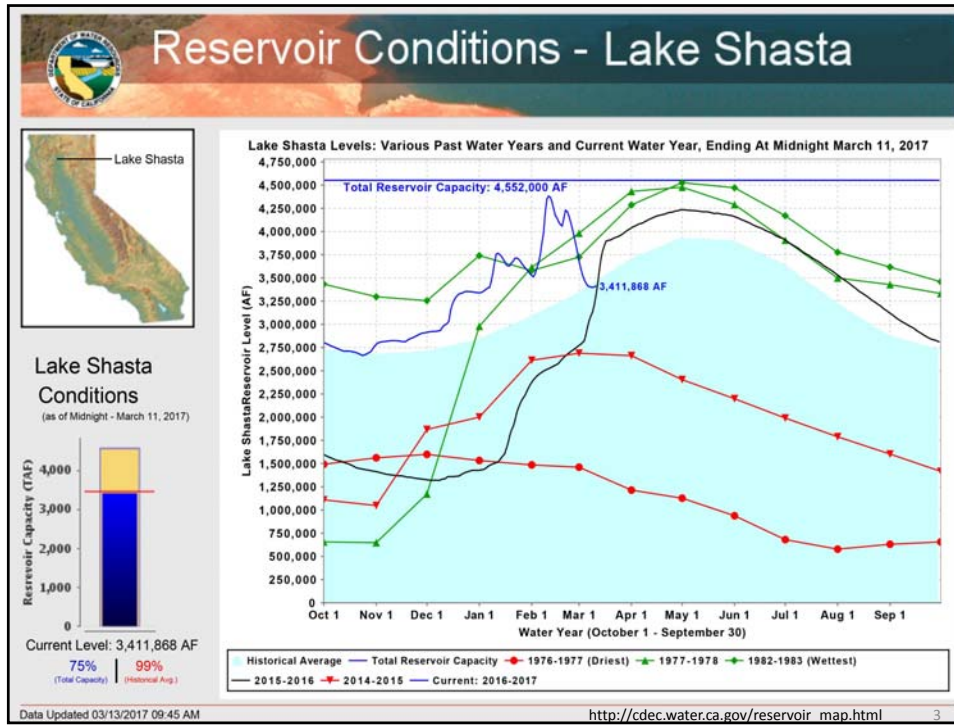 Reservoir Conditions - Lake Shasta
DEPARTMENT OF WATER RESOURCES
STATE OF CALIFORNIA
Lake Shasta
Lake Shasta
Conditions
(as of Midnight - March 11, 2017)
Resrevoir Capacity (TAF)
4,000
3,000
2,000
1,000
0
Current Level: 3,411,868 AF
75%
(Total Capacity)
99%
(Historical Avg.)
Lake Shasta Levels: Various Past Water Years and Current Water Year, Ending At Midnight March 11, 2017
Lake ShastaReservoir Level (AF)
4,750,000
4,500,000
4,250,000
4,000,000
3,750,000
3,500,000
3,250,000
3,000,000
2,750,000
2,500,000
2,250,000
2,000,000
1,750,000
1,500,000
1,250,000
1,000,000
750,000
500,000
250,000
0
Total Reservoir Capacity: 4,552,000 AF
3,411,868 AF
Oct 1 Nov 1 Dec 1 Jan 1 Feb 1 Mar 1 Apr 1 May 1 Jun 1 Jul 1 Aug 1 Sep 1
Water Year (October 1 - September 30)
Historical Average Total Reservoir Capacity 1976-1977 (Driest) 1977-1978 1982-1983 (Wettest)
2015-2016 2014-2015 Current: 2016-2017
Data Updated 03/13/2017 09:45 AM
http://cdec.water.ca.gov/reservoir_map.html
3